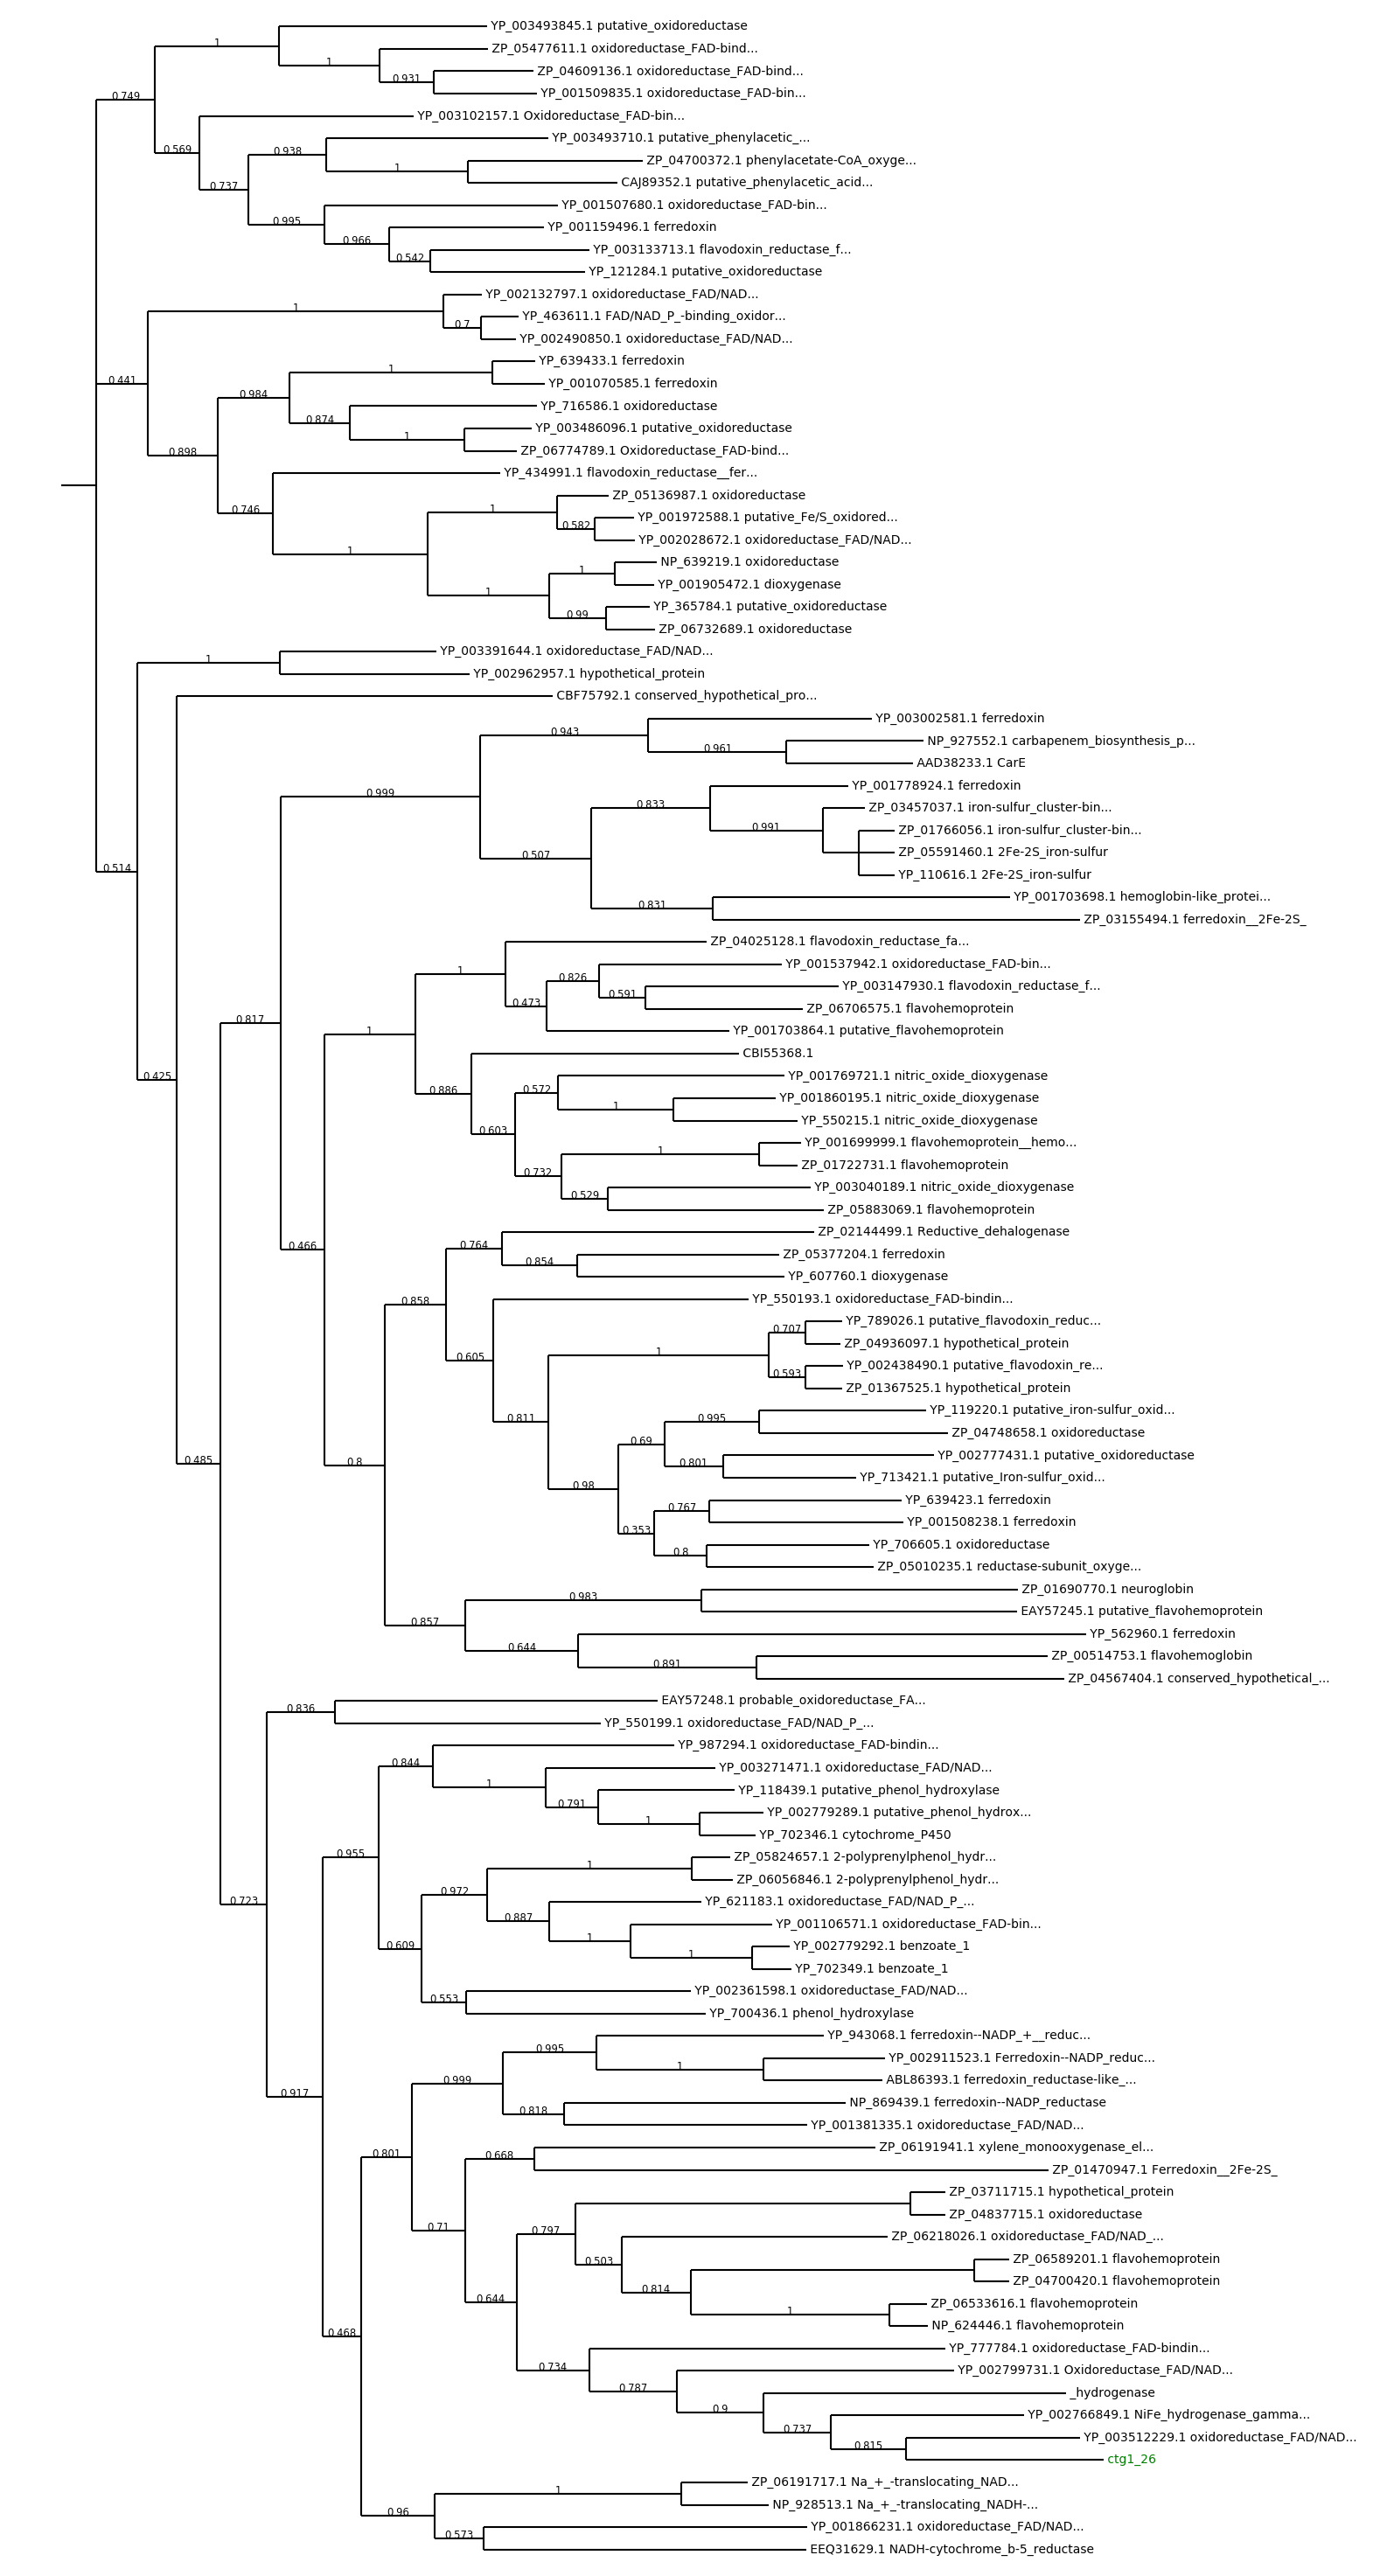 YP_003493845.1 putative_oxidoreductase
1
ZP_05477611.1 oxidoreductase_FAD-bind...
1
ZP_04609136.1 oxidoreductase_FAD-bind...
0.931
YP_001509835.1 oxidoreductase_FAD-bin...
0.749
YP_003102157.1 Oxidoreductase_FAD-bin...
YP_003493710.1 putative_phenylacetic_...
0.569
0.938
ZP_04700372.1 phenylacetate-CoA_oxyge...
1
CAJ89352.1 putative_phenylacetic_acid...
0.737
YP_001507680.1 oxidoreductase_FAD-bin...
0.995
YP_001159496.1 ferredoxin
0.966
YP_003133713.1 flavodoxin_reductase_f...
0.542
YP_121284.1 putative_oxidoreductase
YP_002132797.1 oxidoreductase_FAD/NAD...
1
YP_463611.1 FAD/NAD_P_-binding_oxidor...
0.7
YP_002490850.1 oxidoreductase_FAD/NAD...
YP_639433.1 ferredoxin
1
0.441
YP_001070585.1 ferredoxin
0.984
YP_716586.1 oxidoreductase
0.874
YP_003486096.1 putative_oxidoreductase
1
0.898
ZP_06774789.1 Oxidoreductase_FAD-bind...
YP_434991.1 flavodoxin_reductase__fer...
ZP_05136987.1 oxidoreductase
0.746
1
YP_001972588.1 putative_Fe/S_oxidored...
0.582
YP_002028672.1 oxidoreductase_FAD/NAD...
1
NP_639219.1 oxidoreductase
1
YP_001905472.1 dioxygenase
1
YP_365784.1 putative_oxidoreductase
0.99
ZP_06732689.1 oxidoreductase
YP_003391644.1 oxidoreductase_FAD/NAD...
1
YP_002962957.1 hypothetical_protein
CBF75792.1 conserved_hypothetical_pro...
YP_003002581.1 ferredoxin
0.943
NP_927552.1 carbapenem_biosynthesis_p...
0.961
AAD38233.1 CarE
YP_001778924.1 ferredoxin
0.999
0.833
ZP_03457037.1 iron-sulfur_cluster-bin...
0.991
ZP_01766056.1 iron-sulfur_cluster-bin...
0.507
ZP_05591460.1 2Fe-2S_iron-sulfur
0.514
YP_110616.1 2Fe-2S_iron-sulfur
YP_001703698.1 hemoglobin-like_protei...
0.831
ZP_03155494.1 ferredoxin__2Fe-2S_
ZP_04025128.1 flavodoxin_reductase_fa...
1
YP_001537942.1 oxidoreductase_FAD-bin...
0.826
YP_003147930.1 flavodoxin_reductase_f...
0.591
0.473
ZP_06706575.1 flavohemoprotein
0.817
1
YP_001703864.1 putative_flavohemoprotein
CBI55368.1
0.425
YP_001769721.1 nitric_oxide_dioxygenase
0.886
0.572
YP_001860195.1 nitric_oxide_dioxygenase
1
YP_550215.1 nitric_oxide_dioxygenase
0.603
YP_001699999.1 flavohemoprotein__hemo...
1
ZP_01722731.1 flavohemoprotein
0.732
YP_003040189.1 nitric_oxide_dioxygenase
0.529
ZP_05883069.1 flavohemoprotein
ZP_02144499.1 Reductive_dehalogenase
0.466
0.764
ZP_05377204.1 ferredoxin
0.854
YP_607760.1 dioxygenase
0.858
YP_550193.1 oxidoreductase_FAD-bindin...
YP_789026.1 putative_flavodoxin_reduc...
0.707
ZP_04936097.1 hypothetical_protein
0.605
1
YP_002438490.1 putative_flavodoxin_re...
0.593
ZP_01367525.1 hypothetical_protein
YP_119220.1 putative_iron-sulfur_oxid...
0.811
0.995
ZP_04748658.1 oxidoreductase
0.69
YP_002777431.1 putative_oxidoreductase
0.485
0.8
0.801
YP_713421.1 putative_Iron-sulfur_oxid...
0.98
YP_639423.1 ferredoxin
0.767
YP_001508238.1 ferredoxin
0.353
YP_706605.1 oxidoreductase
0.8
ZP_05010235.1 reductase-subunit_oxyge...
ZP_01690770.1 neuroglobin
0.983
EAY57245.1 putative_flavohemoprotein
0.857
YP_562960.1 ferredoxin
0.644
ZP_00514753.1 flavohemoglobin
0.891
ZP_04567404.1 conserved_hypothetical_...
EAY57248.1 probable_oxidoreductase_FA...
0.836
YP_550199.1 oxidoreductase_FAD/NAD_P_...
YP_987294.1 oxidoreductase_FAD-bindin...
0.844
YP_003271471.1 oxidoreductase_FAD/NAD...
1
YP_118439.1 putative_phenol_hydroxylase
0.791
YP_002779289.1 putative_phenol_hydrox...
1
YP_702346.1 cytochrome_P450
0.955
ZP_05824657.1 2-polyprenylphenol_hydr...
1
ZP_06056846.1 2-polyprenylphenol_hydr...
0.972
0.723
YP_621183.1 oxidoreductase_FAD/NAD_P_...
0.887
YP_001106571.1 oxidoreductase_FAD-bin...
1
0.609
YP_002779292.1 benzoate_1
1
YP_702349.1 benzoate_1
YP_002361598.1 oxidoreductase_FAD/NAD...
0.553
YP_700436.1 phenol_hydroxylase
YP_943068.1 ferredoxin--NADP_+__reduc...
0.995
YP_002911523.1 Ferredoxin--NADP_reduc...
1
ABL86393.1 ferredoxin_reductase-like_...
0.999
0.917
NP_869439.1 ferredoxin--NADP_reductase
0.818
YP_001381335.1 oxidoreductase_FAD/NAD...
ZP_06191941.1 xylene_monooxygenase_el...
0.801
0.668
ZP_01470947.1 Ferredoxin__2Fe-2S_
ZP_03711715.1 hypothetical_protein
ZP_04837715.1 oxidoreductase
0.71
0.797
ZP_06218026.1 oxidoreductase_FAD/NAD_...
0.503
ZP_06589201.1 flavohemoprotein
ZP_04700420.1 flavohemoprotein
0.814
0.644
ZP_06533616.1 flavohemoprotein
1
NP_624446.1 flavohemoprotein
0.468
YP_777784.1 oxidoreductase_FAD-bindin...
0.734
YP_002799731.1 Oxidoreductase_FAD/NAD...
0.787
_hydrogenase
0.9
YP_002766849.1 NiFe_hydrogenase_gamma...
0.737
YP_003512229.1 oxidoreductase_FAD/NAD...
0.815
ctg1_26
ZP_06191717.1 Na_+_-translocating_NAD...
1
NP_928513.1 Na_+_-translocating_NADH-...
0.96
YP_001866231.1 oxidoreductase_FAD/NAD...
0.573
EEQ31629.1 NADH-cytochrome_b-5_reductase